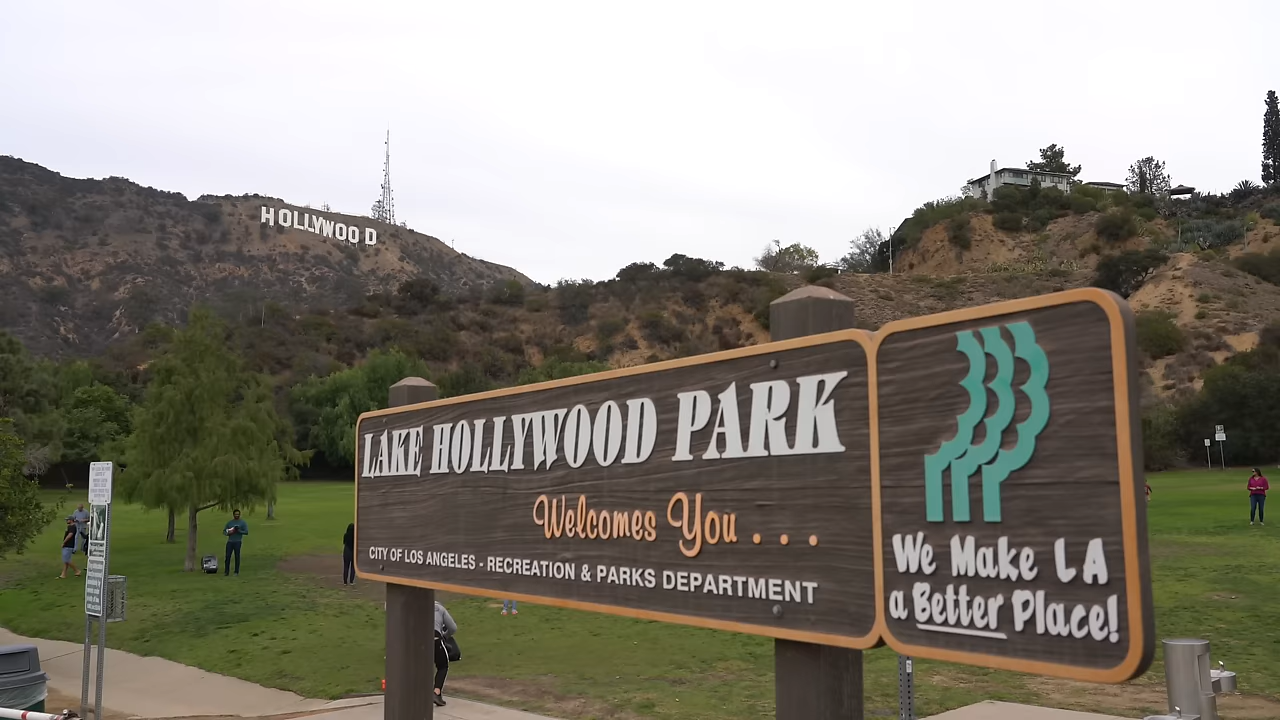 HOLLYWOOD
LAKE HOLLYWOOD PARK
Welcomes You . . .
CITY OF LOS ANGELES - RECREATION & PARKS DEPARTMENT
We Make LA
a Better Place!